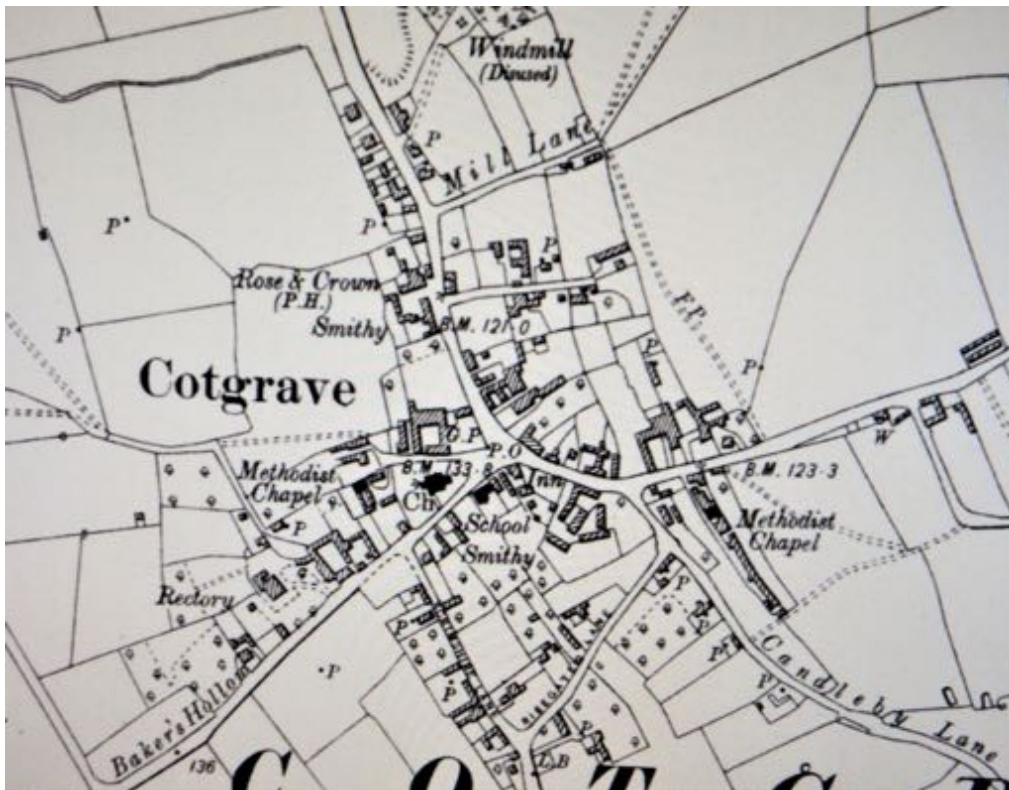 Windmill
(Disused)
P
Mill Lane
P
P
P
Rose & Crown
(P.H.)
Smithy
B.M. 121·0
F.P.
P
P
P
Cotgrave
G.P
P.O
Methodist
Chapel
B.M. 133·8
Ch.
Inn
W
B.M. 123·3
School
Smithy
Methodist
Chapel
P
Rectory
P
P
P
P
P
P
P
P
Candleby Lane
Baker's Hollow
136
L.B
C O T G